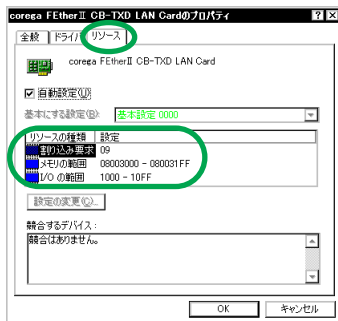 corega FEtherⅡ CB-TXD LAN Cardのプロパティ
全般 ドライバ リソース
corega FEtherⅡ CB-TXD LAN Card
自動設定(U)
基本にする設定(B): 基本設定 0000
リソースの種類 設定
割り込み要求 09
メモリの範囲 08003000 - 080031FF
I/O の範囲 1000 - 10FF
設定の変更(C)...
競合するデバイス:
競合はありません。
OK キャンセル